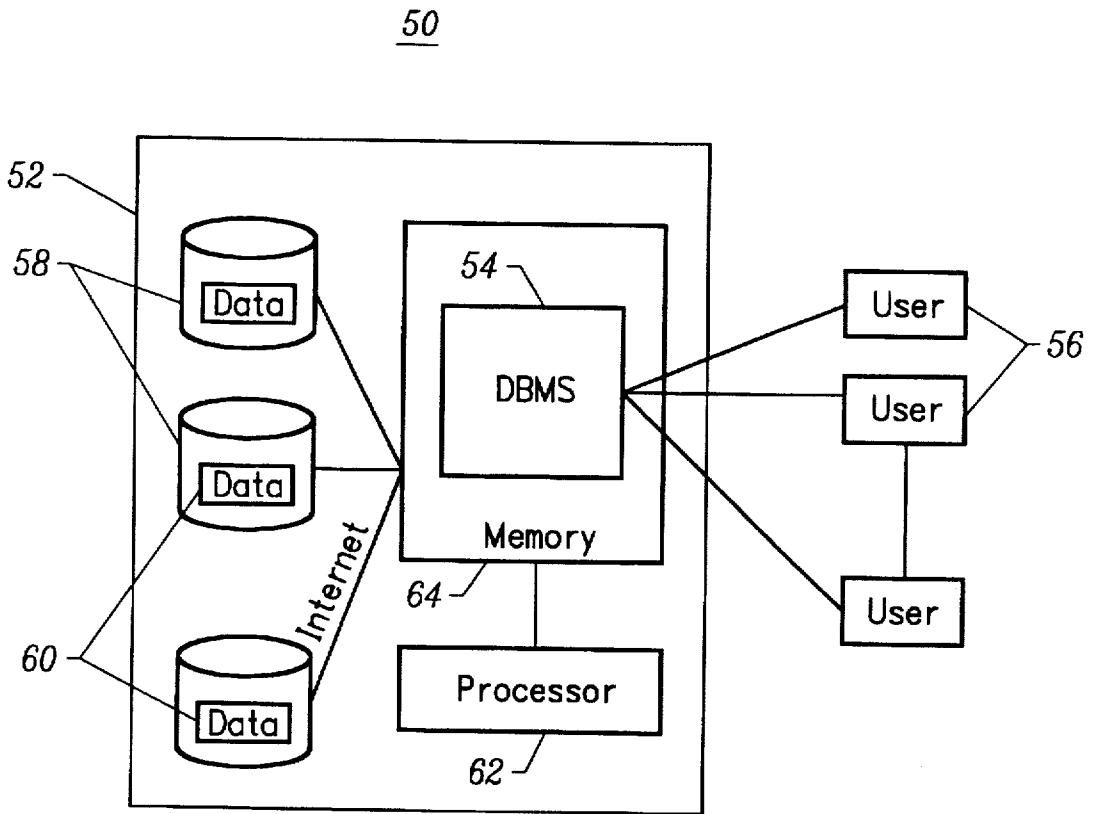 50
52
58
Data
54
DBMS
User
56
User
Data
Internet
Memory
64
User
60
Data
Processor
62